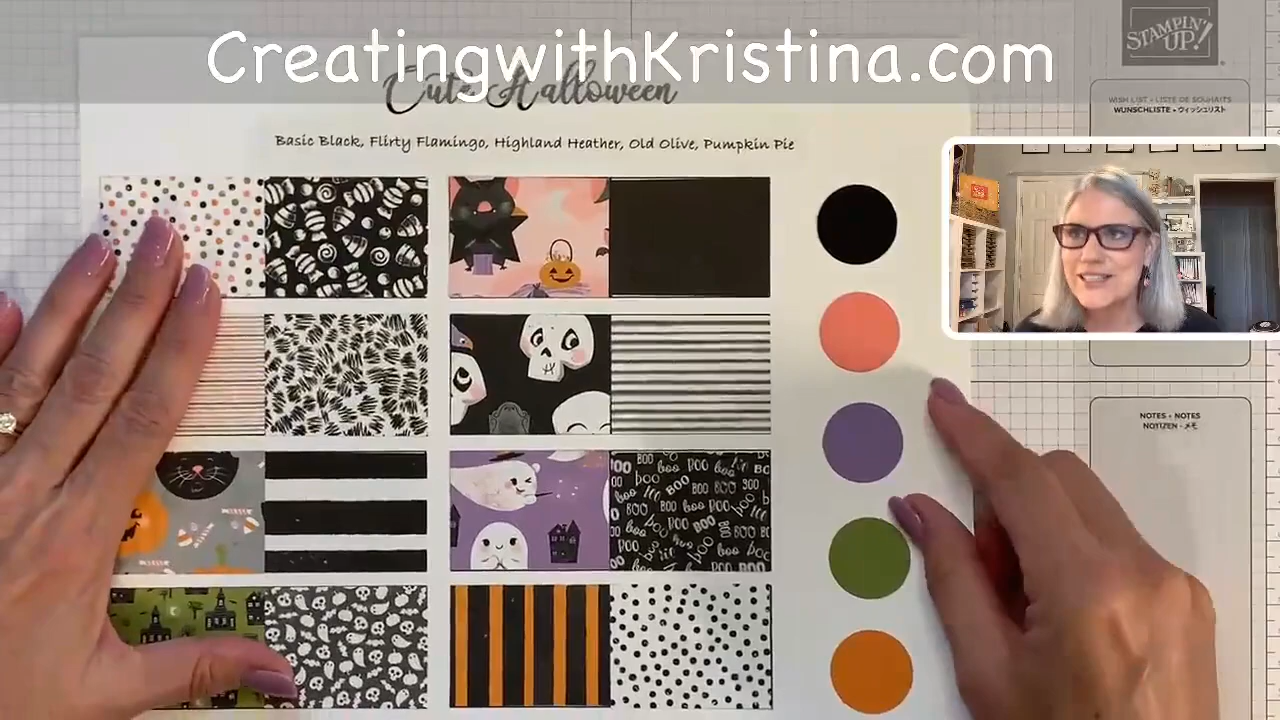 CreatingwithKristina.com
STAMPIN' UP!
Cute Halloween
WISH LIST • LISTE DE SOUHAITS
WUNSCHLISTE • ウィッシュリスト
Basic Black, Flirty Flamingo, Highland Heather, Old Olive, Pumpkin Pie
NOTES • NOTES
NOTIZEN • メモ
BOO boo BOO